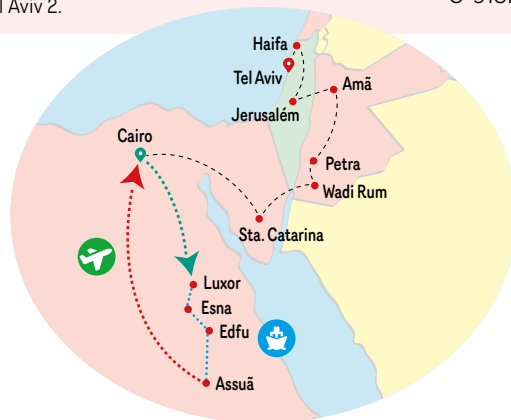 l Aviv 2.
Haifa
Tel Aviv
Amã
Jerusalém
Cairo
Petra
Wadi Rum
Sta. Catarina
Luxor
Esna
Edfu
Assuã